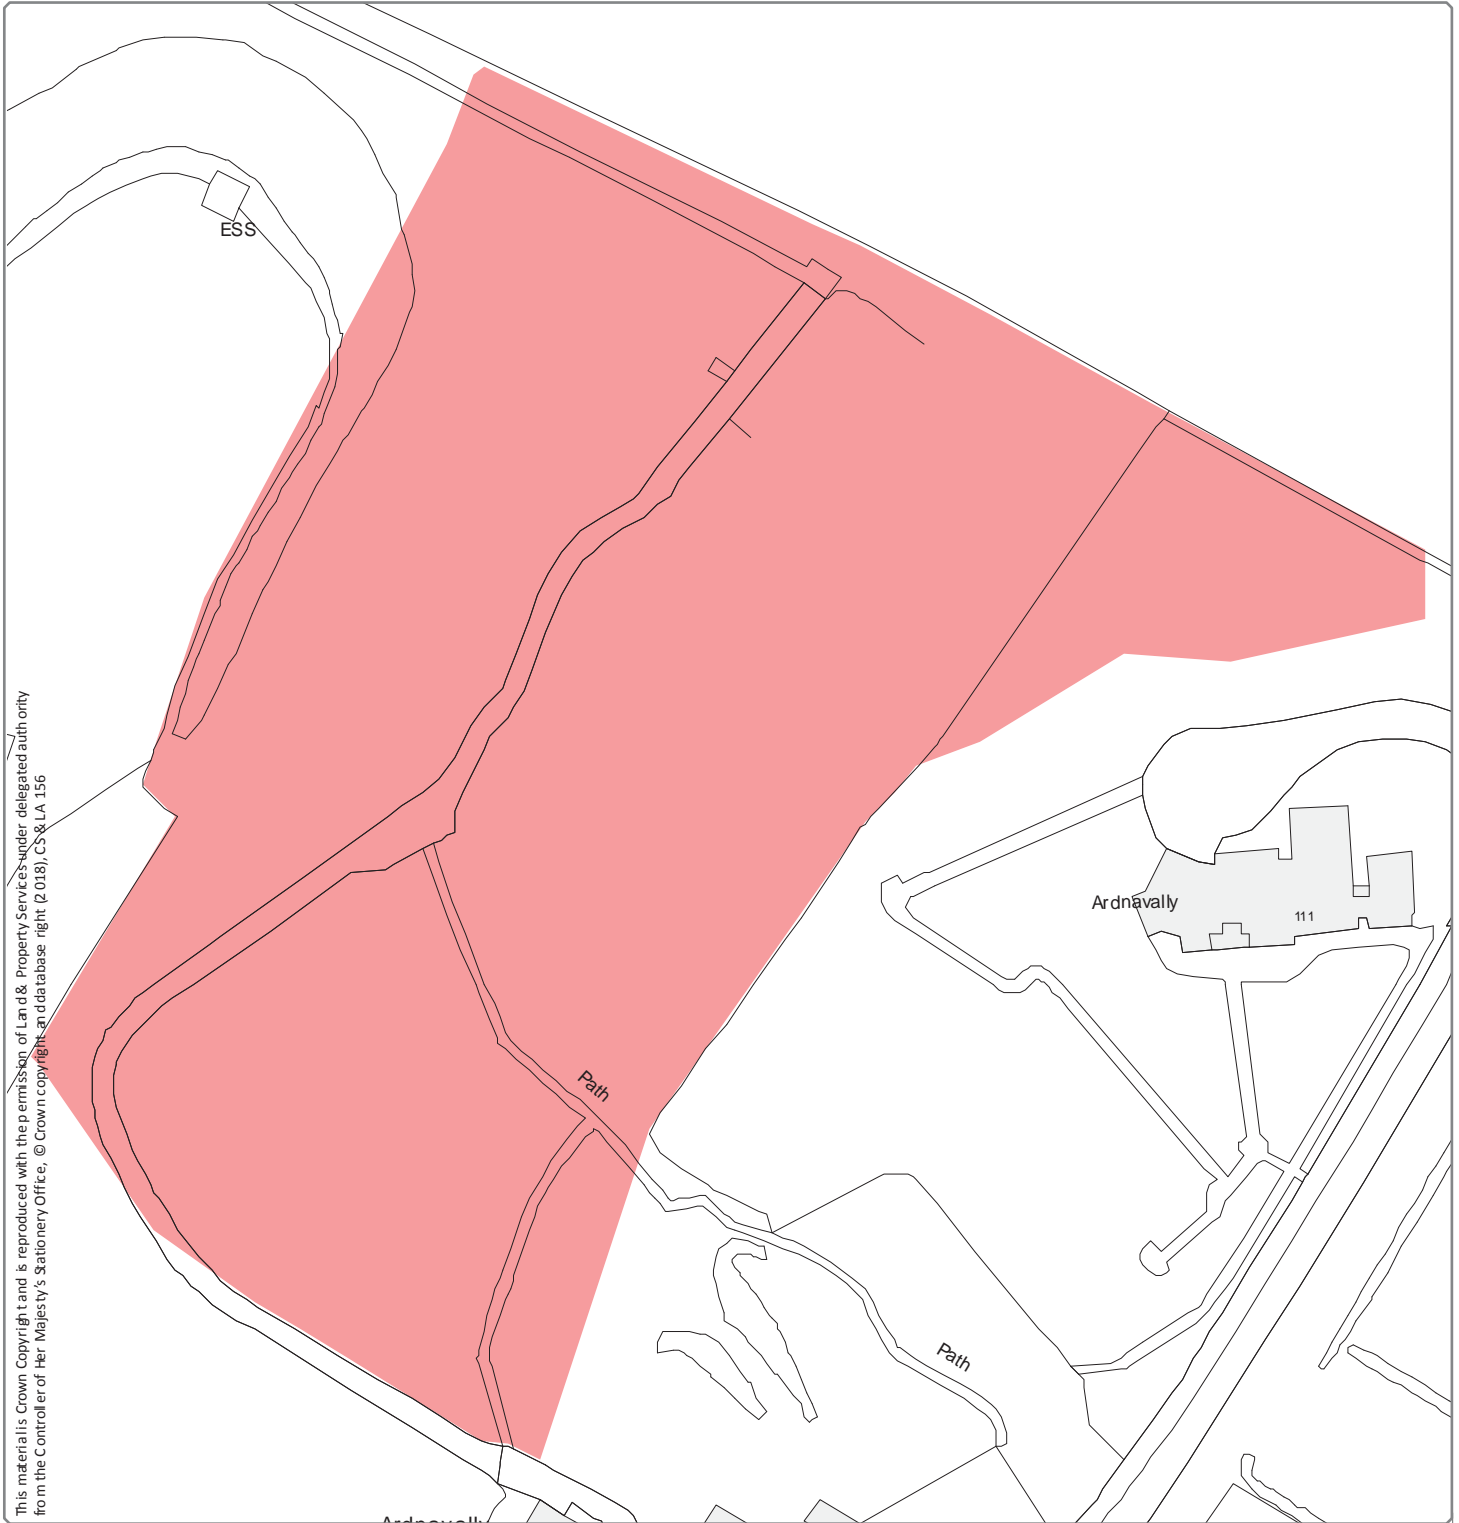 ESS
Ardnavally
111
Path
Path
Ardnavally
This material is Crown Copyright and is reproduced with the permission of Land & Property Services under delegated authority
from the Controller of Her Majesty's Stationery Office, © Crown copyright and database right (2018), CS & LA 156